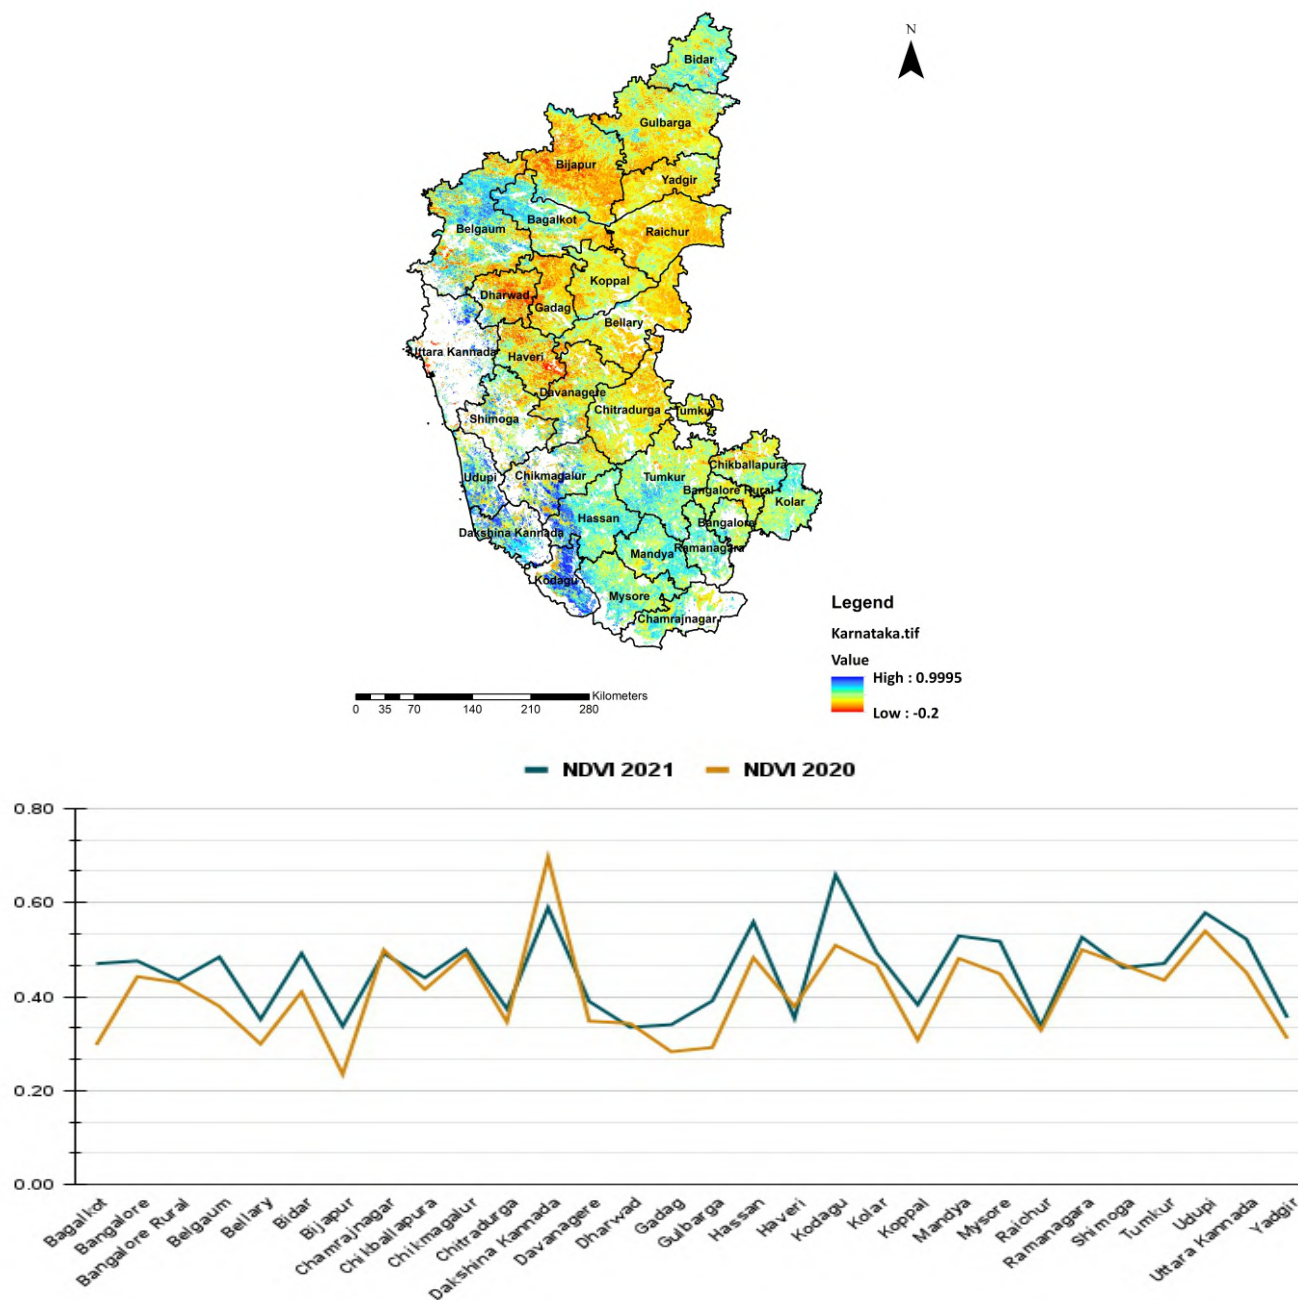 N
Bidar
Gulbarga
Bijapur
Yadgir
Bagalkot
Belgaum
Raichur
Koppal
Dharwad
Gadag
Bellary
Uttara Kannada
Haveri
Davanagere
Chitradurga
Tumkur
Shimoga
Chikballapura
Udupi
Chikmagalur
Tumkur
Bangalore Rural
Kolar
Hassan
Bangalore
Dakshina Kannada
Ramanagara
Mandya
Kodagu
Mysore
Chamrajnagar
Legend
Karnataka.tif
Value
High : 0.9995
Low : -0.2
Kilometers
0 35 70 140 210 280
NDVI 2021 NDVI 2020
0.80
0.60
0.40
0.20
0.00
Bagalkot
Bangalore
Bangalore Rural
Belgaum
Bellary
Bidar
Bijapur
Chamrajnagar
Chikballapura
Chikmagalur
Chitradurga
Dakshina Kannada
Davanagere
Dharwad
Gadag
Gulbarga
Hassan
Haveri
Kodagu
Kolar
Koppal
Mandya
Mysore
Raichur
Ramanagara
Shimoga
Tumkur
Udupi
Uttara Kannada
Yadgir